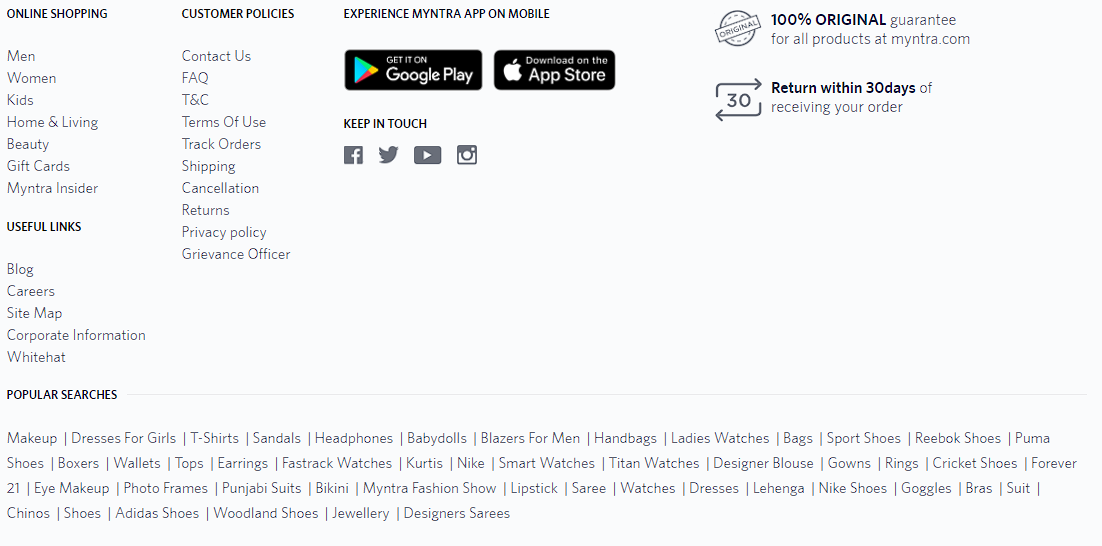 ONLINE SHOPPING
Men
Women
Kids
Home & Living
Beauty
Gift Cards
Myntra Insider
USEFUL LINKS
Blog
Careers
Site Map
Corporate Information
Whitehat
CUSTOMER POLICIES
Contact Us
FAQ
T&C
Terms Of Use
Track Orders
Shipping
Cancellation
Returns
Privacy policy
Grievance Officer
EXPERIENCE MYNTRA APP ON MOBILE
GET IT ON
Google Play
Download on the
App Store
KEEP IN TOUCH
ORIGINAL
100% ORIGINAL guarantee
for all products at myntra.com
30
Return within 30days of
receiving your order
POPULAR SEARCHES
Makeup | Dresses For Girls | T-Shirts | Sandals | Headphones | Babydolls | Blazers For Men | Handbags | Ladies Watches | Bags | Sport Shoes | Reebok Shoes | Puma
Shoes | Boxers | Wallets | Tops | Earrings | Fastrack Watches | Kurtis | Nike | Smart Watches | Titan Watches | Designer Blouse | Gowns | Rings | Cricket Shoes | Forever
21 | Eye Makeup | Photo Frames | Punjabi Suits | Bikini | Myntra Fashion Show | Lipstick | Saree | Watches | Dresses | Lehenga | Nike Shoes | Goggles | Bras | Suit |
Chinos | Shoes | Adidas Shoes | Woodland Shoes | Jewellery | Designers Sarees